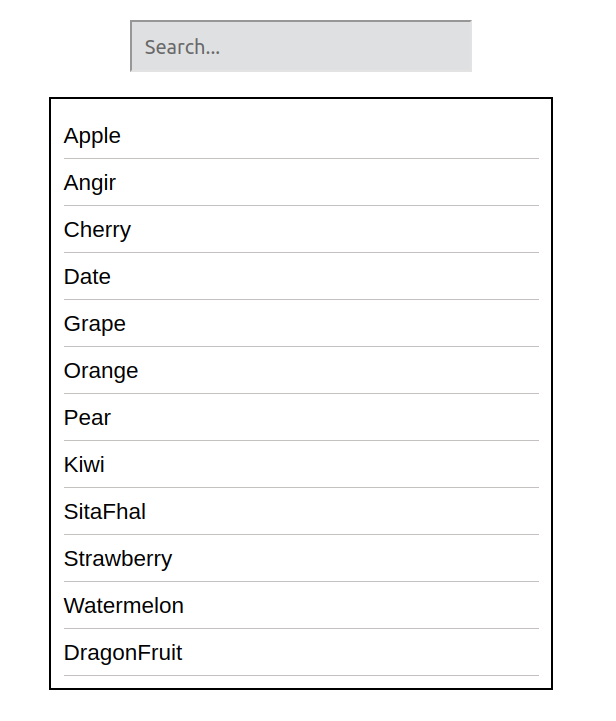 Search...
Apple
Angir
Cherry
Date
Grape
Orange
Pear
Kiwi
SitaFhal
Strawberry
Watermelon
DragonFruit